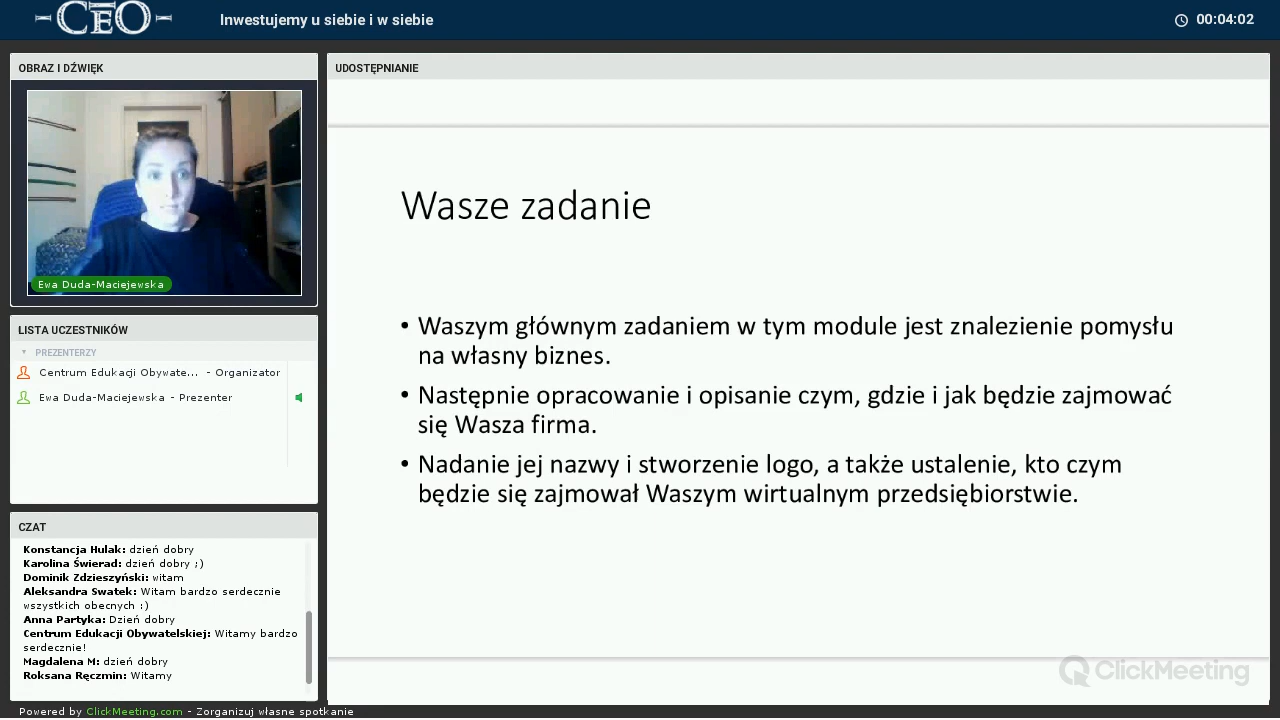 CEO
Inwestujemy u siebie i w siebie
00:04:02
OBRAZ I DŹWIĘK
Ewa Duda-Maciejewska
LISTA UCZESTNIKÓW
PREZENTERZY
Centrum Edukacji Obywate... - Organizator
Ewa Duda-Maciejewska - Prezenter
CZAT
Konstancja Hulak: dzień dobry
Karolina Świerad: dzień dobry ;)
Dominik Zdzieszyński: witam
Aleksandra Swatek: Witam bardzo serdecznie
wszystkich obecnych :)
Anna Partyka: Dzień dobry
Centrum Edukacji Obywatelskiej: Witamy bardzo
serdecznie!
Magdalena M: dzień dobry
Roksana Ręczmin: Witamy
UDOSTĘPNIANIE
Wasze zadanie
• Waszym głównym zadaniem w tym module jest znalezienie pomysłu
na własny biznes.
• Następnie opracowanie i opisanie czym, gdzie i jak będzie zajmować
się Wasza firma.
• Nadanie jej nazwy i stworzenie logo, a także ustalenie, kto czym
będzie się zajmował Waszym wirtualnym przedsiębiorstwie.
ClickMeeting
Powered by ClickMeeting.com - Zorganizuj własne spotkanie